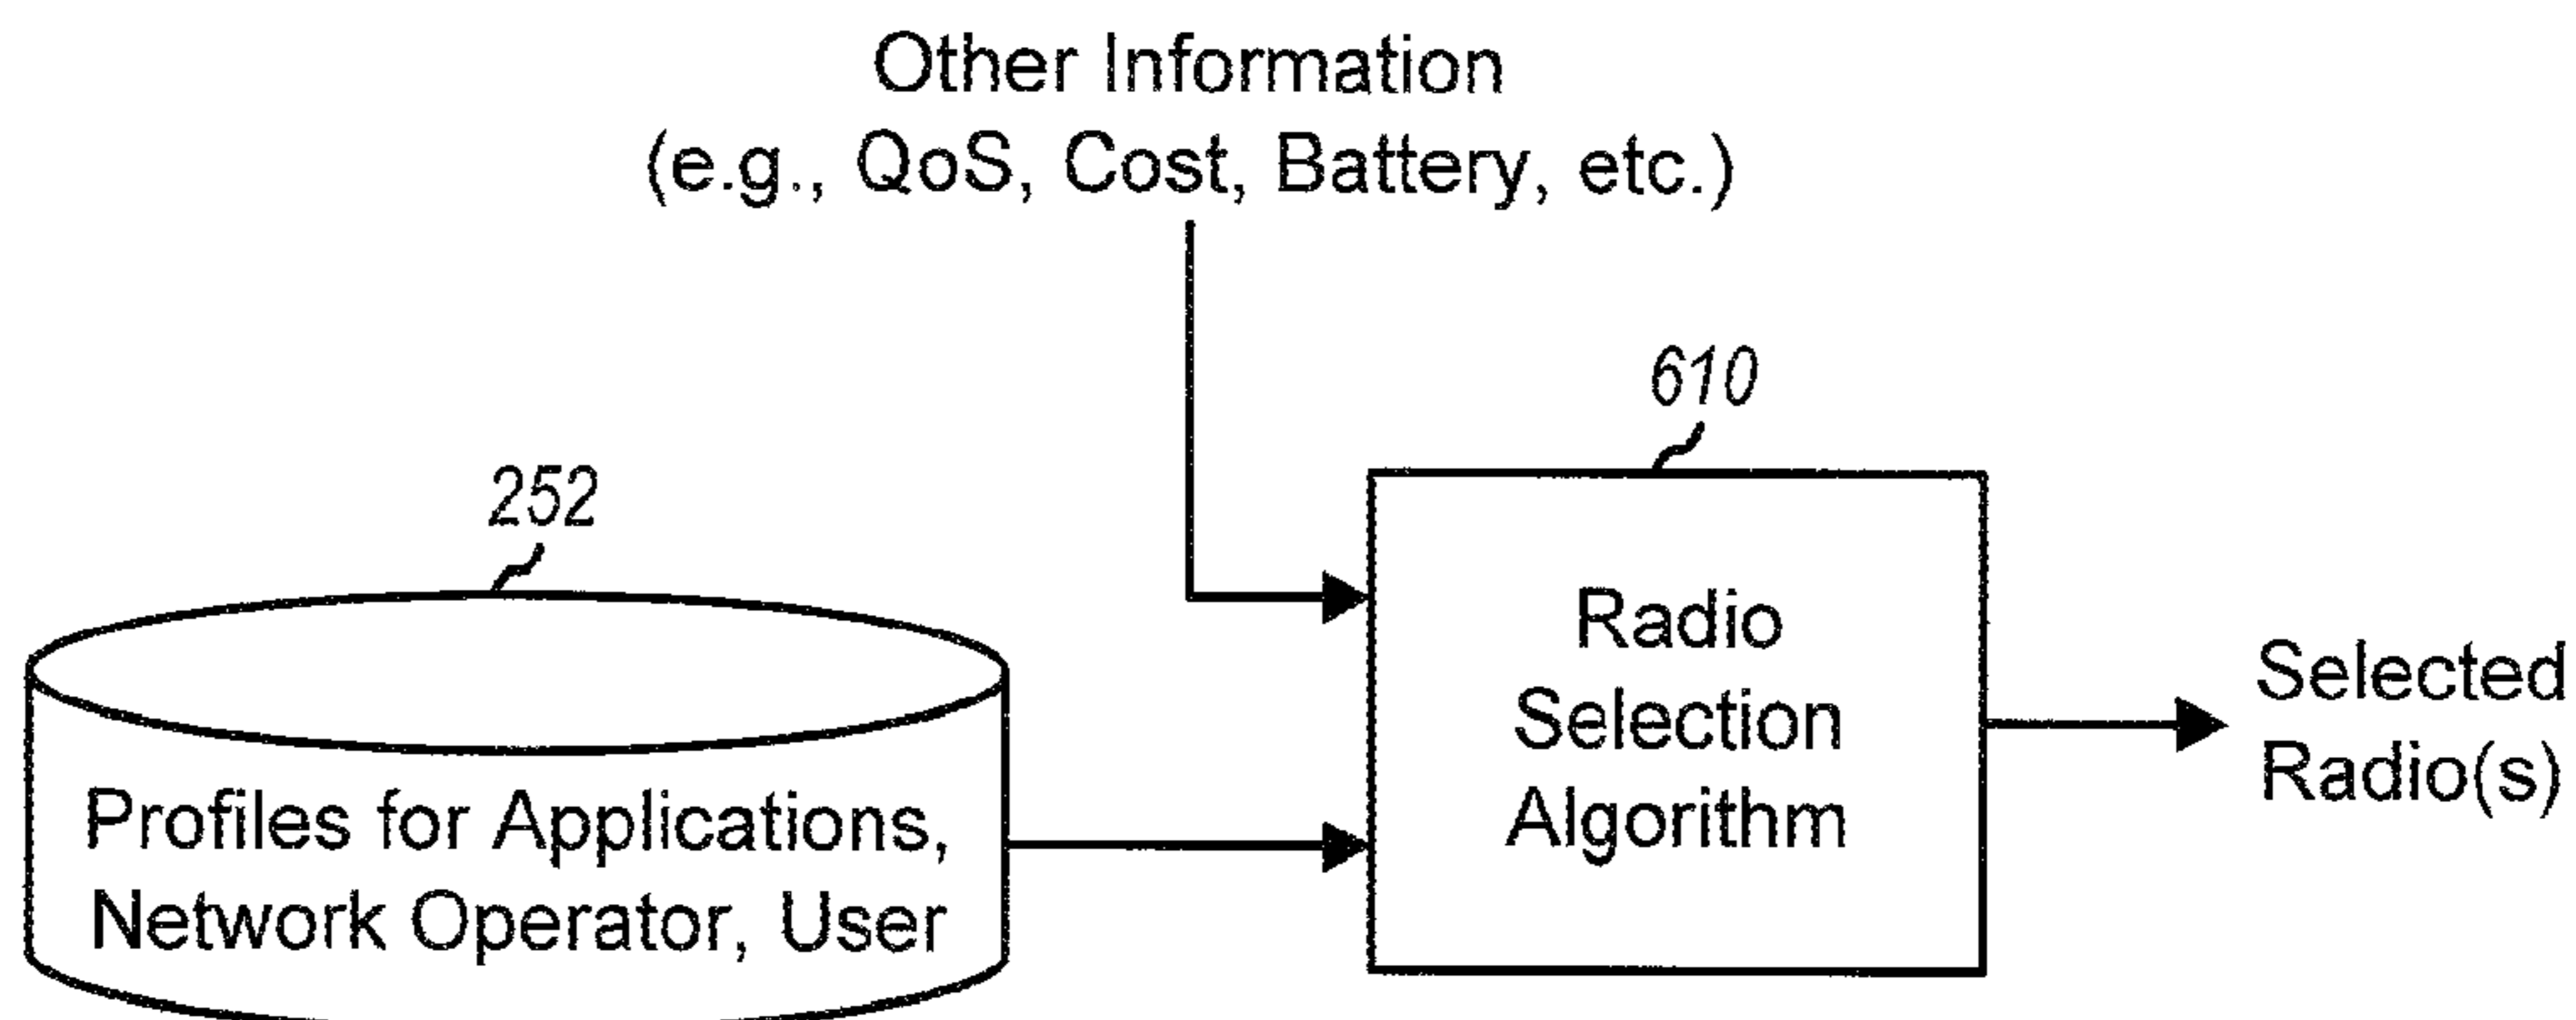 Other Information
(e.g., QoS, Cost, Battery, etc.)
610
252
Radio
Selection
Algorithm
Selected
Radio(s)
Profiles for Applications,
Network Operator, User